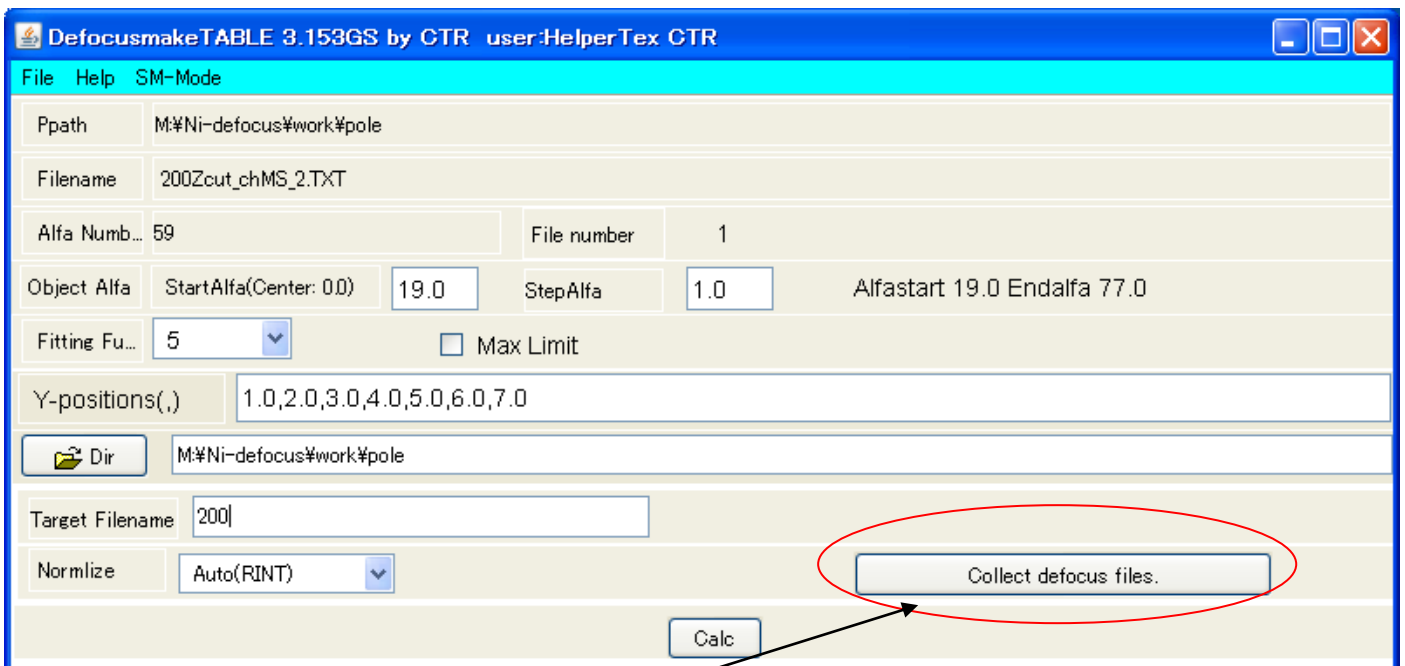 DefocusmakeTABLE 3.153GS by CTR user:HelperTex CTR
File Help SM-Mode
Ppath M:¥Ni-defocus¥work¥pole
Filename 200Zcut_chMS_2.TXT
Alfa Numb... 59 File number 1
Object Alfa StartAlfa(Center: 0.0) 19.0 StepAlfa 1.0 Alfastart 19.0 Endalfa 77.0
Fitting Fu... 5 Max Limit
Y-positions(,) 1.0,2.0,3.0,4.0,5.0,6.0,7.0
Dir M:¥Ni-defocus¥work¥pole
Target Filename 200
Normlize Auto(RINT) Collect defocus files.
Calc